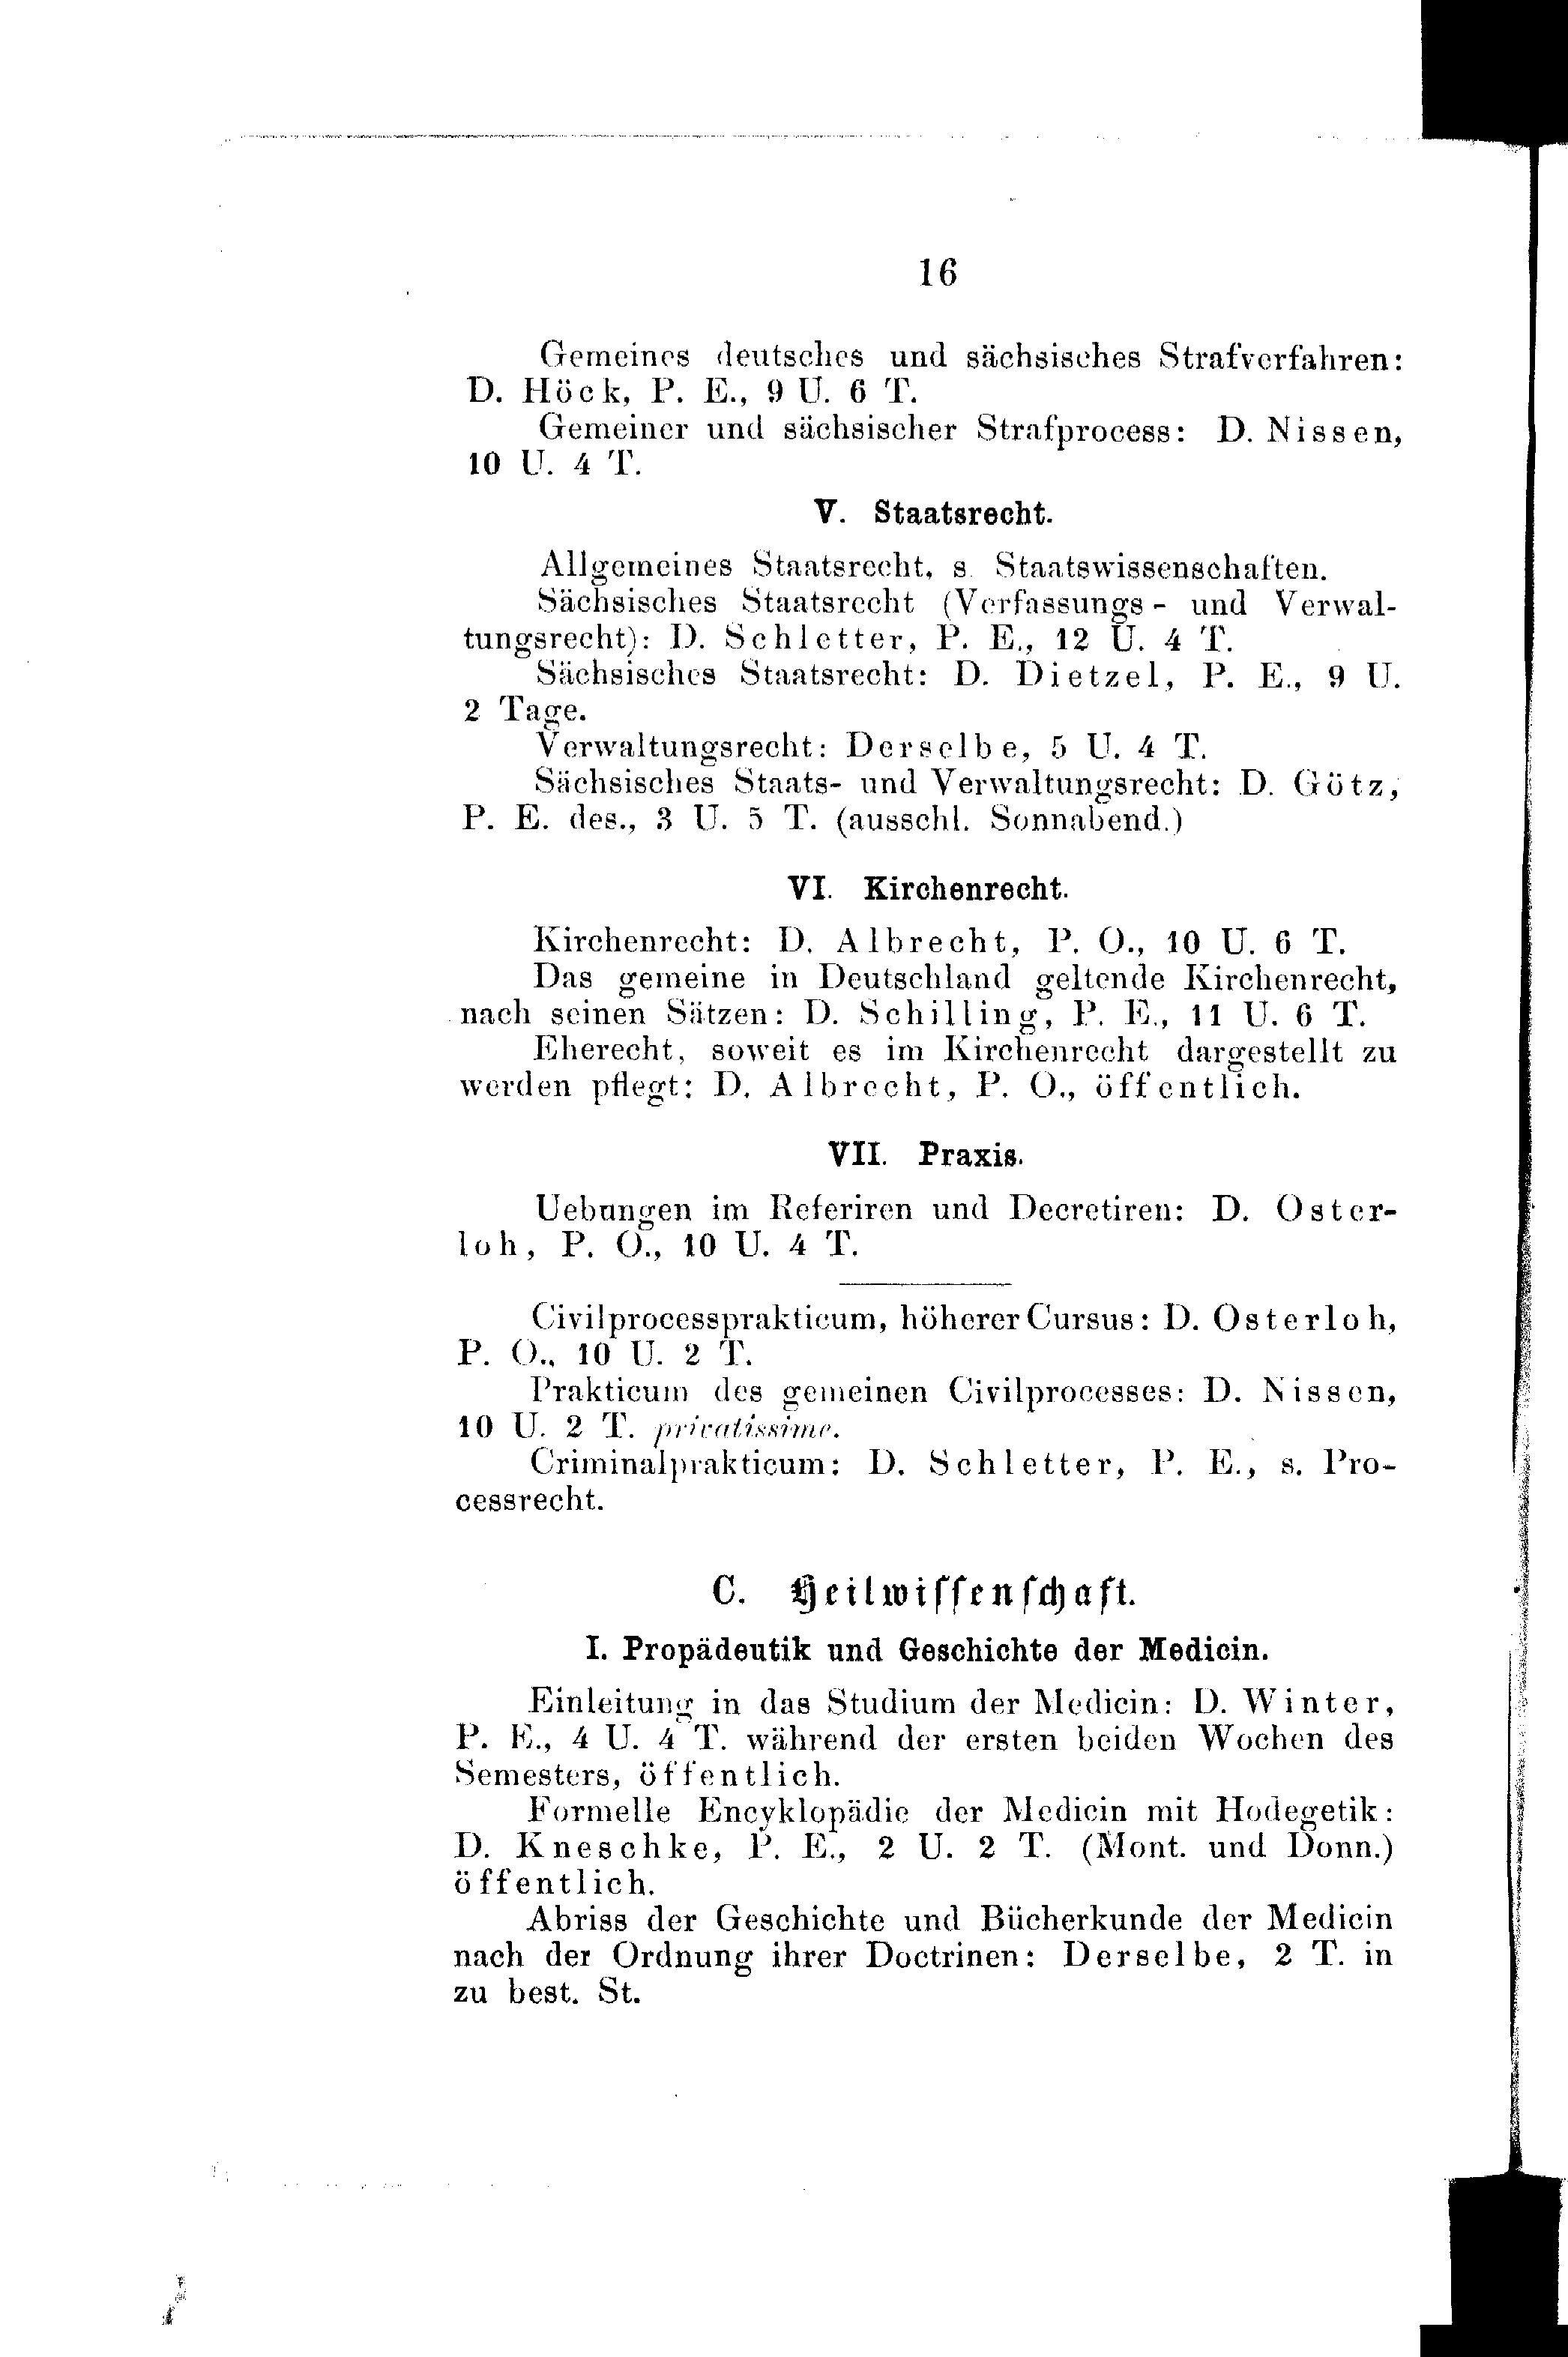 16
Gemeines deutsches und sächsisches Strafverfahren:
D. Höck, P. E., 9 U. 6 T.
Gemeiner und sächsischer Strafprocess: D. Nissen,
10 U. 4 T.
V. Staatsrecht.
Allgemeines Staatsrecht, s. Staatswissenschaften.
Sächsisches Staatsrecht (Verfassungs- und Verwal-
tungsrecht): D. Schletter, P. E., 12 U. 4 T.
Sächsisches Staatsrecht: D. Dietzel, P. E., 9 U.
2 Tage.
Verwaltungsrecht: Derselbe, 5 U. 4 T.
Sächsisches Staats- und Verwaltungsrecht: D. Götz,
P. E. des., 3 U. 5 T. (ausschl. Sonnabend.)
VI. Kirchenrecht.
Kirchenrecht: D. Albrecht, P. O., 10 U. 6 T.
Das gemeine in Deutschland geltende Kirchenrecht,
nach seinen Sätzen: D. Schilling, P. E., 11 U. 6 T.
Eherecht, soweit es im Kirchenrecht dargestellt zu
werden pflegt: D. Albrecht, P. O., öffentlich.
VII. Praxis.
Uebungen im Referiren und Decretiren: D. Oster-
loh, P. O., 10 U. 4 T.
Civilprocessprakticum, höherer Cursus: D. Osterloh,
P. O., 10 U. 2 T.
Prakticum des gemeinen Civilprocesses: D. Nissen,
10 U. 2 T. privatissime.
Criminalprakticum: D. Schletter, P. E., s. Pro-
cessrecht.
C. Heilwiſſenſchaft.
I. Propädeutik und Geschichte der Medicin.
Einleitung in das Studium der Medicin: D. Winter,
P. E., 4 U. 4 T. während der ersten beiden Wochen des
Semesters, öffentlich.
Formelle Encyklopädie der Medicin mit Hodegetik:
D. Kneschke, P. E., 2 U. 2 T. (Mont. und Donn.)
öffentlich.
Abriss der Geschichte und Bücherkunde der Medicin
nach der Ordnung ihrer Doctrinen: Derselbe, 2 T. in
zu best. St.